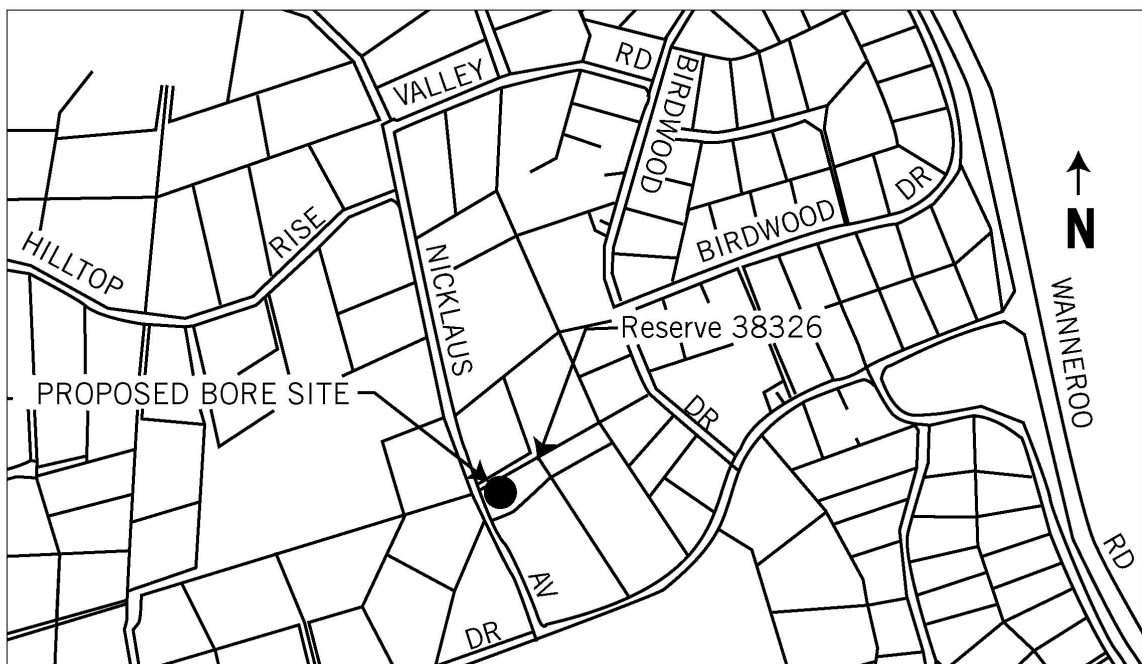 VALLEY RD
BIRDWOOD
BIRDWOOD DR
N
HILLTOP RISE
NICKLAUS AV
WANNEROO RD
Reserve 38326
PROPOSED BORE SITE
DR
DR